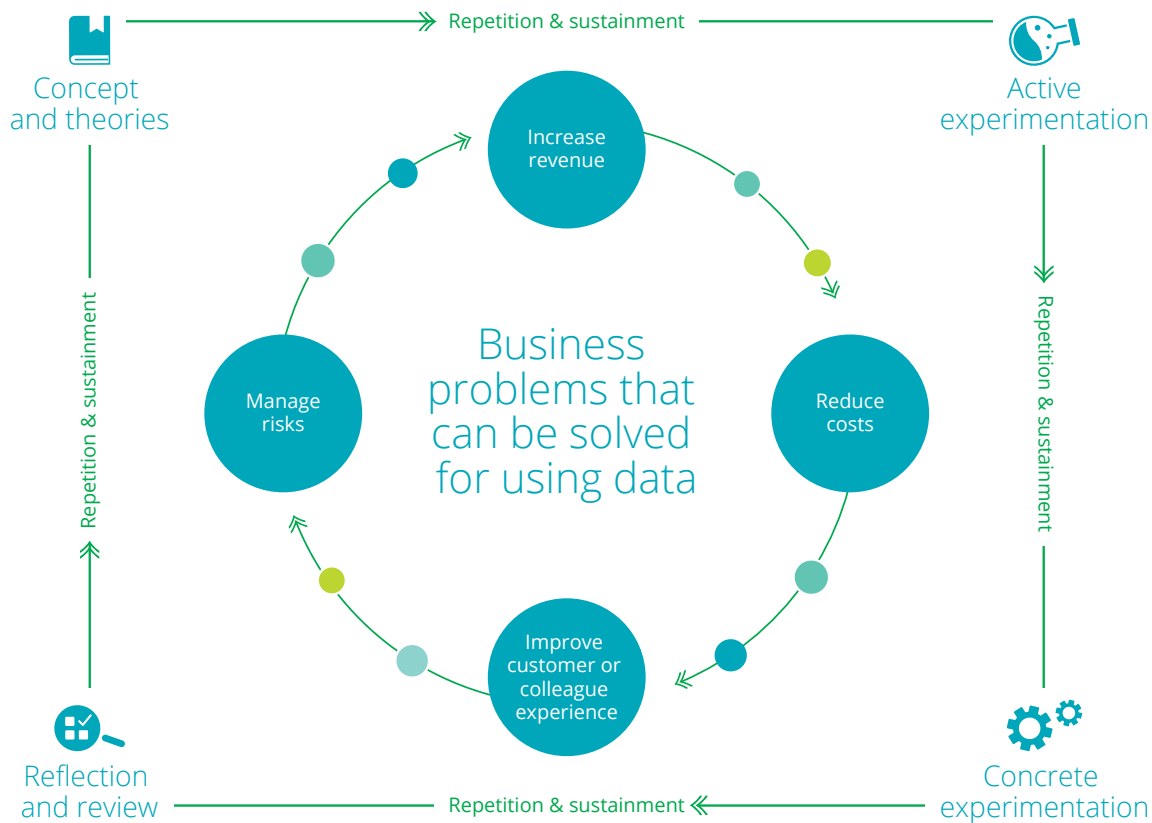 Repetition & sustainment
Concept
and theories
Active
experimentation
Increase
revenue
Repetition & sustainment
Business
problems that
can be solved
for using data
Manage
risks
Reduce
costs
Repetition & sustainment
Improve
customer or
colleague
experience
Reflection
and review
Repetition & sustainment
Concrete
experimentation